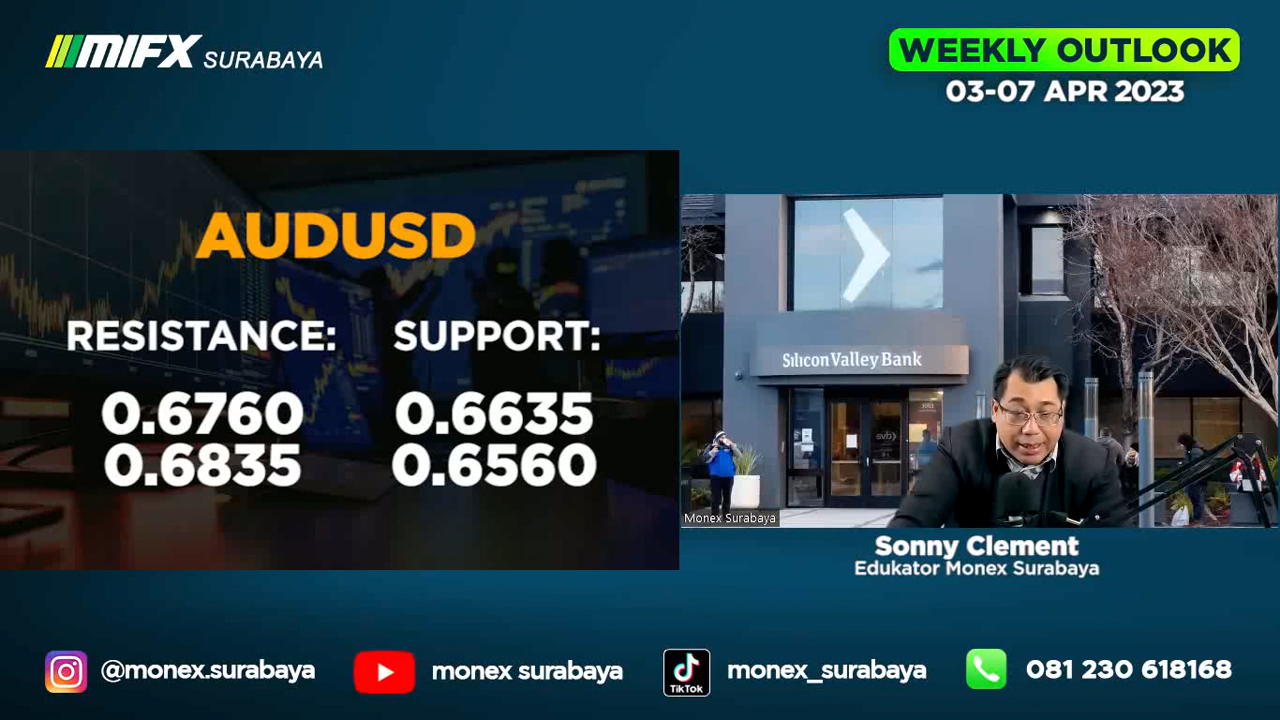 MIFX SURABAYA
WEEKLY OUTLOOK
03-07 APR 2023
AUDUSD
RESISTANCE:
0.6760
0.6835
SUPPORT:
0.6635
0.6560
Silicon Valley Bank
Monex Surabaya
Sonny Clement
Edukator Monex Surabaya
@monex.surabaya
monex surabaya
TikTok
monex_surabaya
081 230 618168